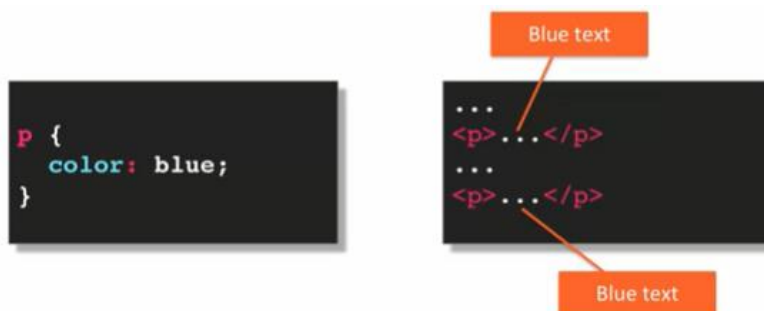 Blue text
p {
color: blue;
}
...
<p>...</p>
...
<p>...</p>
Blue text